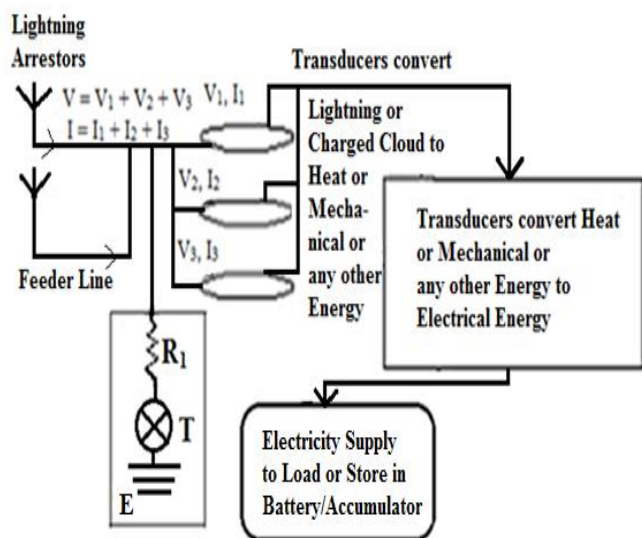 Lightning
Arrestors
V = V₁ + V₂ + V₃
I = I₁ + I₂ + I₃
V₁, I₁
V₂, I₂
V₃, I₃
Feeder Line
R₁
T
E
Transducers convert
Lightning or
Charged Cloud to
Heat or
Mecha-
nical or
any other
Energy
Transducers convert Heat
or Mechanical or
any other Energy to
Electrical Energy
Electricity Supply
to Load or Store in
Battery/Accumulator